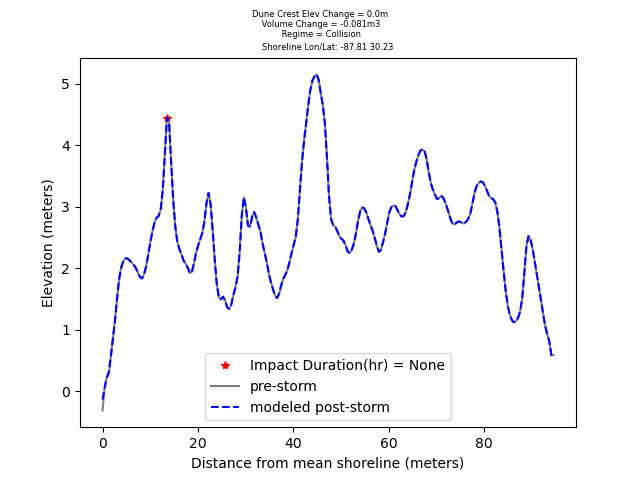 Dune Crest Elev Change = 0.0m
Volume Change = -0.081m3
Regime = Collision
Shoreline Lon/Lat: -87.81 30.23
Elevation (meters)
5
4
3
2
1
0
Impact Duration(hr) = None
pre-storm
modeled post-storm
0 20 40 60 80
Distance from mean shoreline (meters)